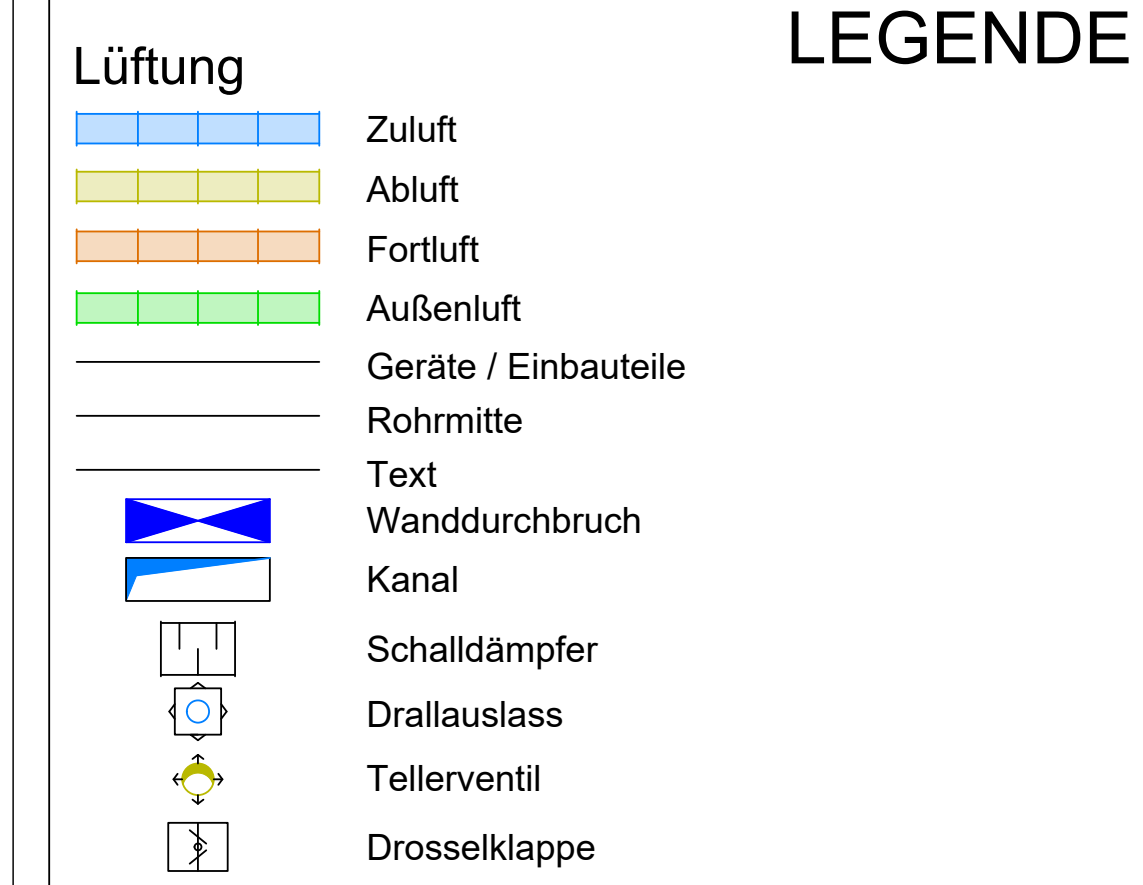 LEGENDE
Lüftung
Zuluft
Abluft
Fortluft
Außenluft
Geräte / Einbauteile
Rohrmitte
Text
Wanddurchbruch
Kanal
Schalldämpfer
Drallauslass
Tellerventil
Drosselklappe